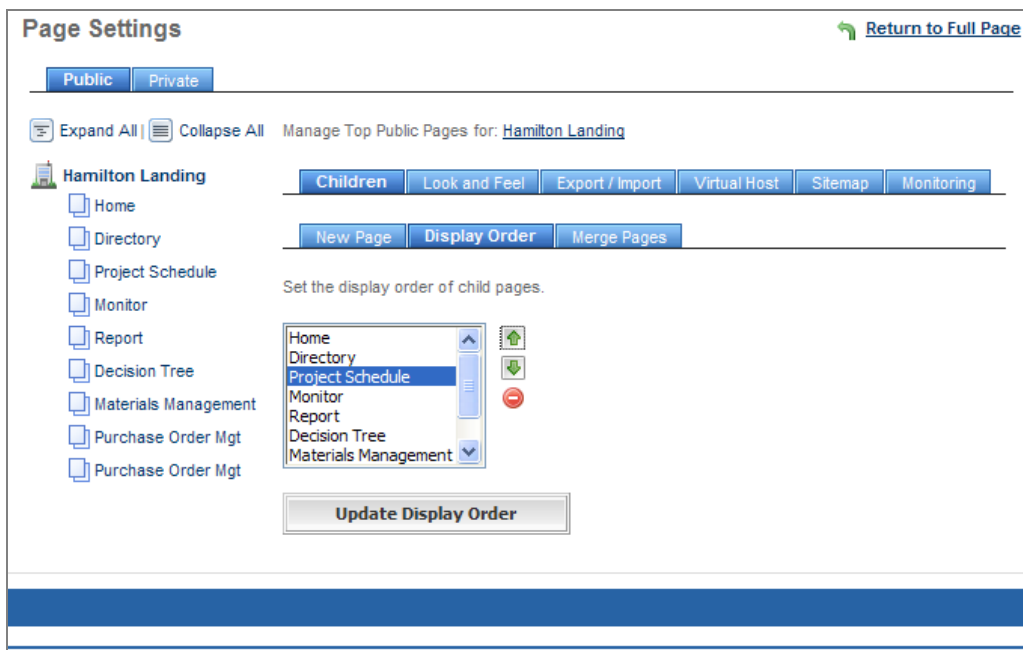 Page Settings
Return to Full Page
Public Private
Expand All | Collapse All
Manage Top Public Pages for: Hamilton Landing
Hamilton Landing
Home
Directory
Project Schedule
Monitor
Report
Decision Tree
Materials Management
Purchase Order Mgt
Purchase Order Mgt
Children Look and Feel Export / Import Virtual Host Sitemap Monitoring
New Page Display Order Merge Pages
Set the display order of child pages.
Home
Directory
Project Schedule
Monitor
Report
Decision Tree
Materials Management
Update Display Order